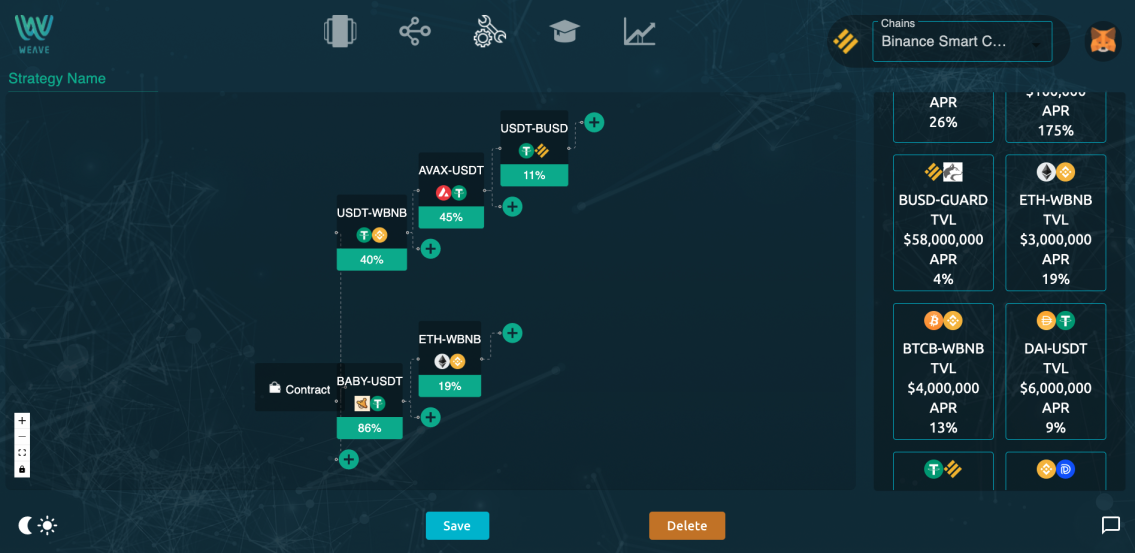 WEAVE
Chains
Binance Smart C...
Strategy Name
USDT-BUSD
11%
AVAX-USDT
45%
USDT-WBNB
40%
ETH-WBNB
19%
Contract
BABY-USDT
86%
APR
26%
$100,000
APR
175%
BUSD-GUARD
TVL
$58,000,000
APR
4%
ETH-WBNB
TVL
$3,000,000
APR
19%
BTCB-WBNB
TVL
$4,000,000
APR
13%
DAI-USDT
TVL
$6,000,000
APR
9%
Save
Delete